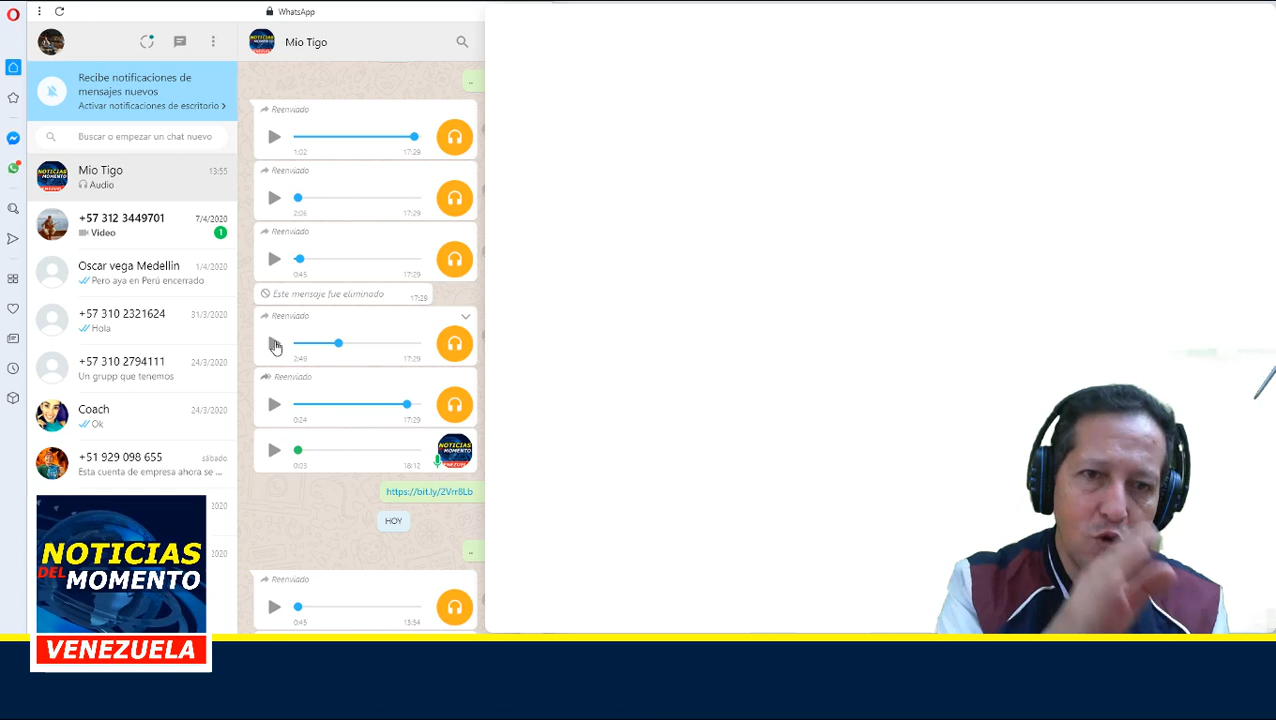 WhatsApp
Mio Tigo
Recibe notificaciones de
mensajes nuevos
Activar notificaciones de escritorio >
Buscar o empezar un chat nuevo
Mio Tigo
13:55
Audio
+57 312 3449701
7/4/2020
Video
1
Oscar vega Medellín
1/4/2020
Pero aya en Perú encerrado
+57 310 2321624
31/3/2020
Hola
+57 310 2794111
24/3/2020
Un grupp que tenemos
Coach
24/3/2020
Ok
+51 929 098 655
sábado
Esta cuenta de empresa ahora se ...
2020
2020
..
Reenviado
1:02
17:29
Reenviado
2:06
17:29
Reenviado
0:45
17:29
Este mensaje fue eliminado
17:29
Reenviado
2:49
17:29
Reenviado
0:24
17:29
0:03
18:12
NOTICIAS
VENEZUELA
https://bit.ly/2Vrr8Lb
HOY
..
Reenviado
0:45
13:54
NOTICIAS
DEL MOMENTO
VENEZUELA